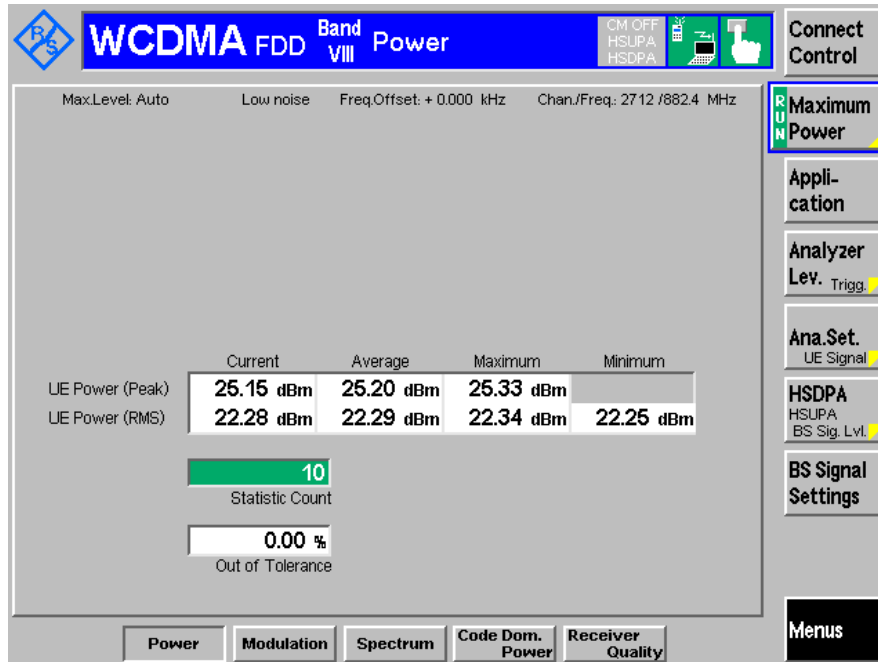 R&S WCDMA FDD Band VIII Power
CM OFF
HSUPA
HSDPA
Connect Control
Max.Level: Auto Low noise Freq.Offset: + 0.000 kHz Chan./Freq.: 2712 /882.4 MHz
RUN
Maximum Power
Appli-
cation
Analyzer
Lev. Trigg.
Ana.Set.
UE Signal
HSDPA
HSUPA
BS Sig. Lvl.
BS Signal
Settings
Current Average Maximum Minimum
UE Power (Peak) 25.15 dBm 25.20 dBm 25.33 dBm
UE Power (RMS) 22.28 dBm 22.29 dBm 22.34 dBm 22.25 dBm
10
Statistic Count
0.00 %
Out of Tolerance
Power Modulation Spectrum Code Dom. Power Receiver Quality
Menus